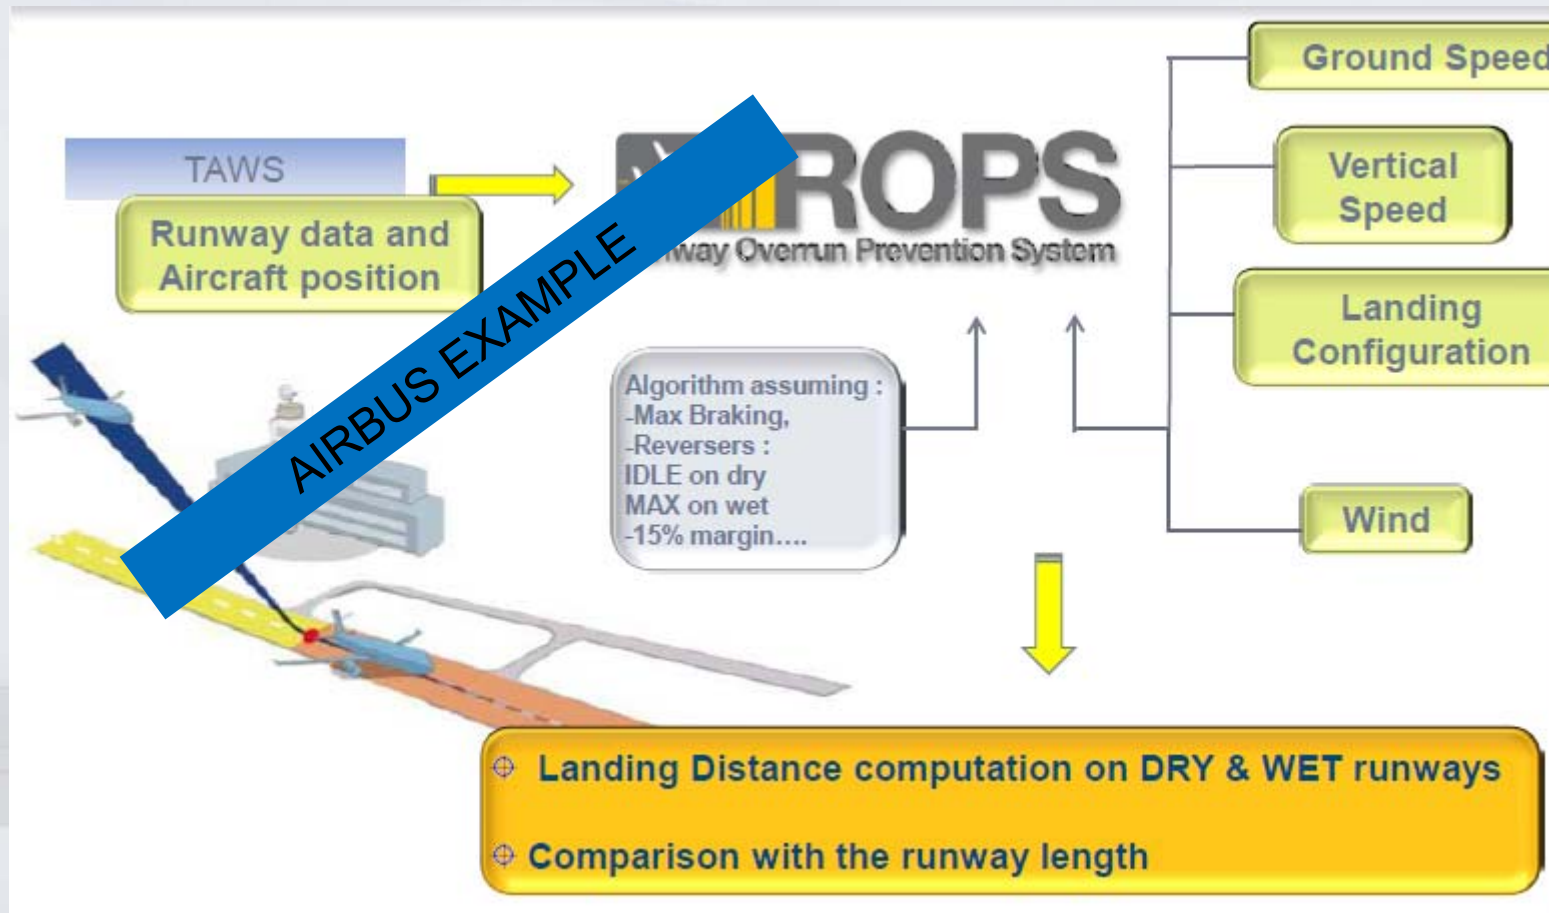 TAWS
Runway data and
Aircraft position
ROPS
Overrun Prevention System
AIRBUS EXAMPLE
Ground Speed
Vertical
Speed
Landing
Configuration
Wind
Algorithm assuming :
-Max Braking,
-Reversers :
IDLE on dry
MAX on wet
-15% margin....
Landing Distance computation on DRY & WET runways
Comparison with the runway length